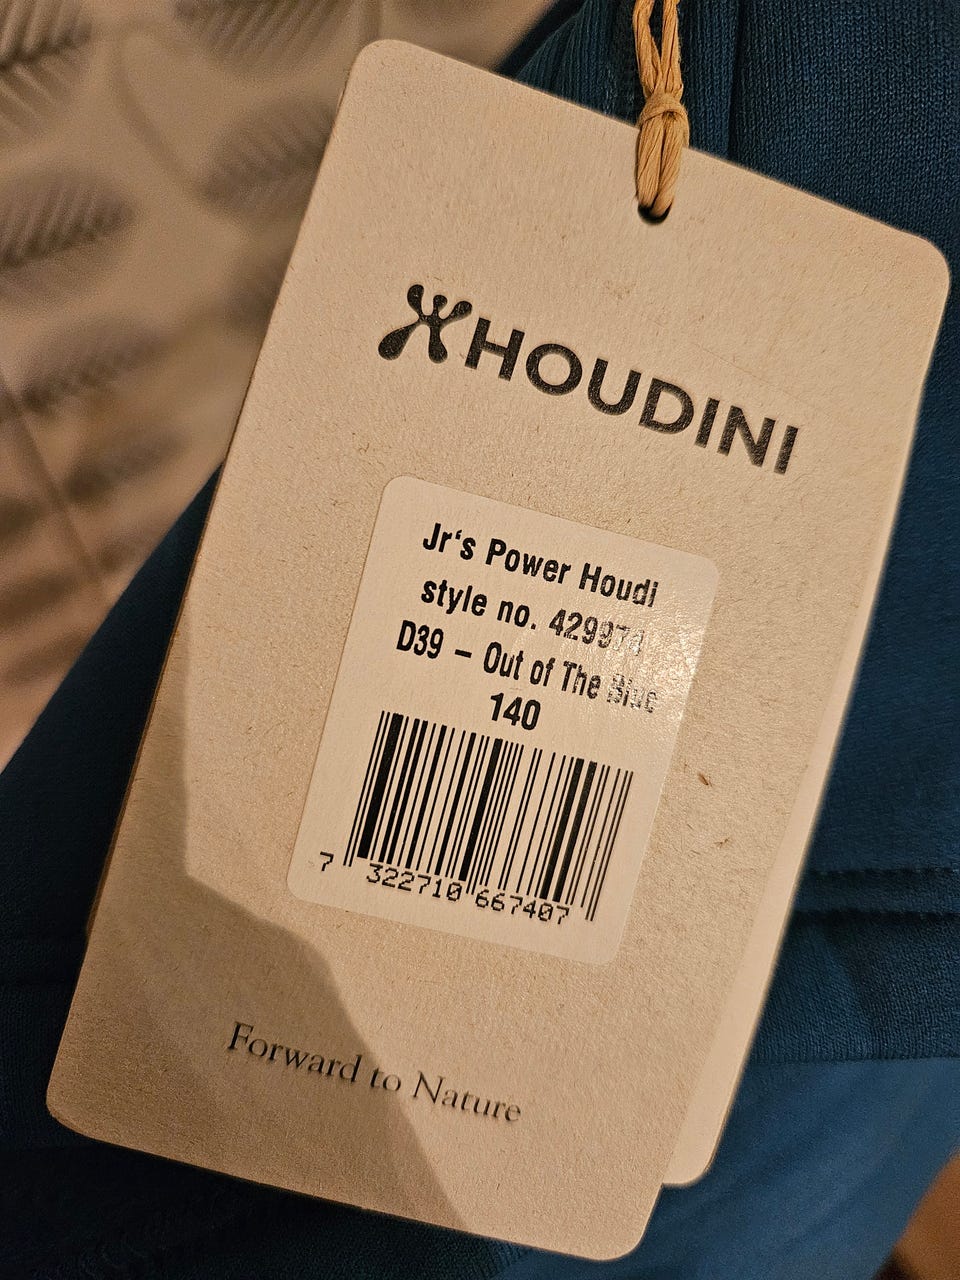 HOUDINI
Jr's Power Houdi
style no.
D39 – Out of The Blue
140
7 322710 667407
Forward to Nature